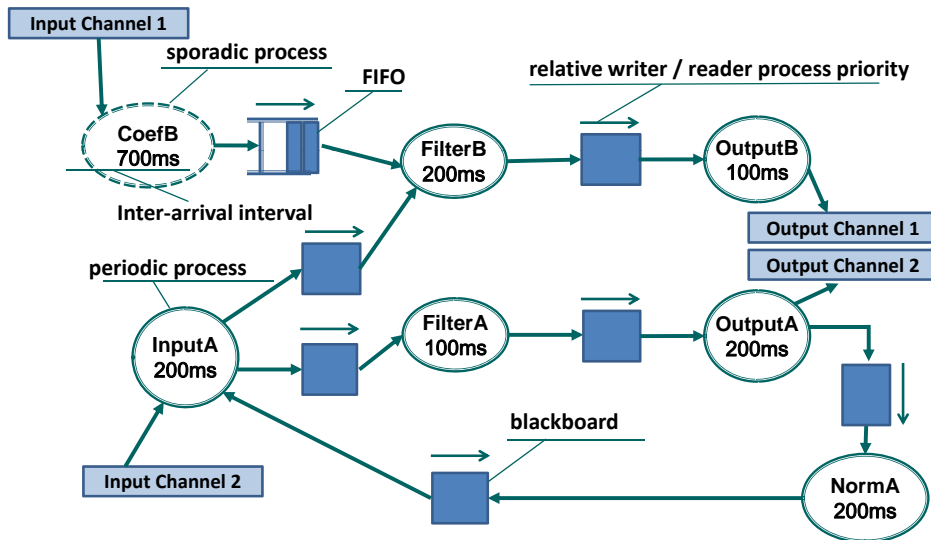 Input Channel 1
sporadic process
FIFO
relative writer / reader process priority
CoefB
700ms
FilterB
200ms
OutputB
100ms
Inter-arrival interval
Output Channel 1
Output Channel 2
periodic process
InputA
200ms
FilterA
100ms
OutputA
200ms
blackboard
Input Channel 2
NormA
200ms